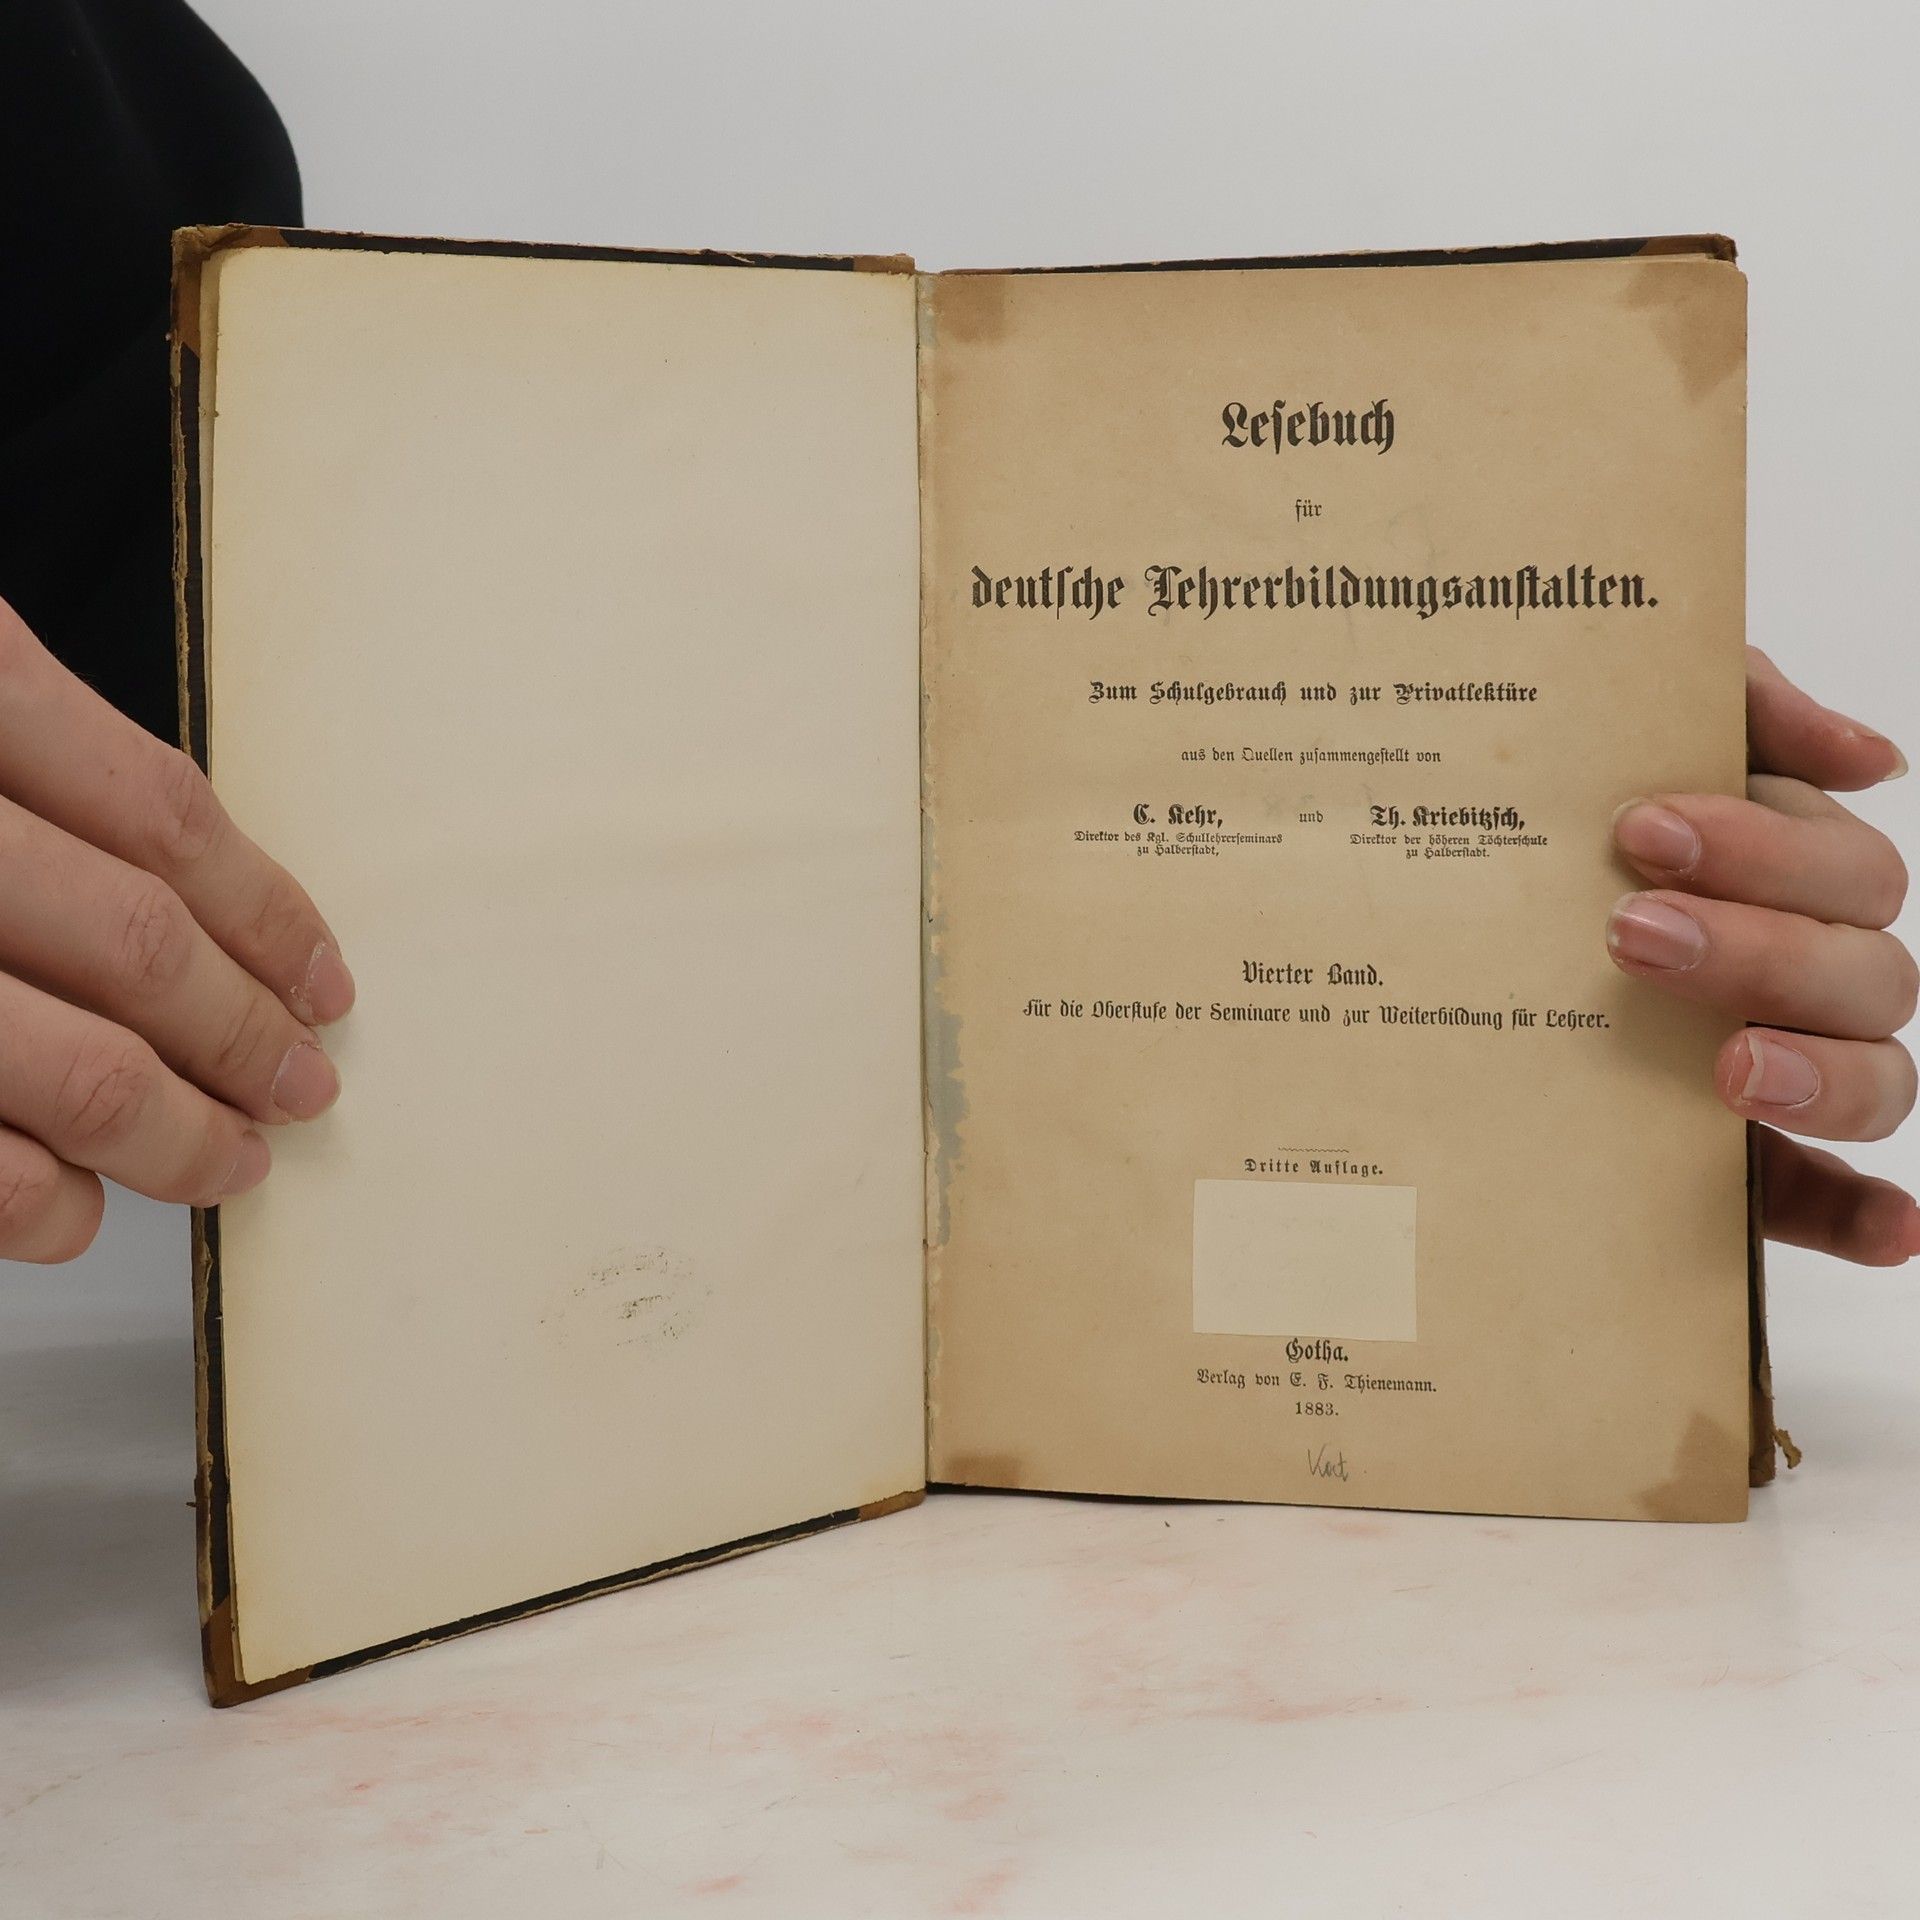 Lesebuch
für
deutsche Lehrerbildungsanstalten.
Zum Schulgebrauch und zur Privatlektüre
aus den Quellen zusammengestellt von
C. Kehr, und Th. Kriebitzsch,
Direktor des Kgl. Schullehrerseminars Direktor der höheren Töchterschule
zu Halberstadt, zu Halberstadt.
Vierter Band.
Für die Oberstufe der Seminare und zur Weiterbildung für Lehrer.
Dritte Auflage.
Gotha.
Verlag von E. F. Thienemann.
1883.